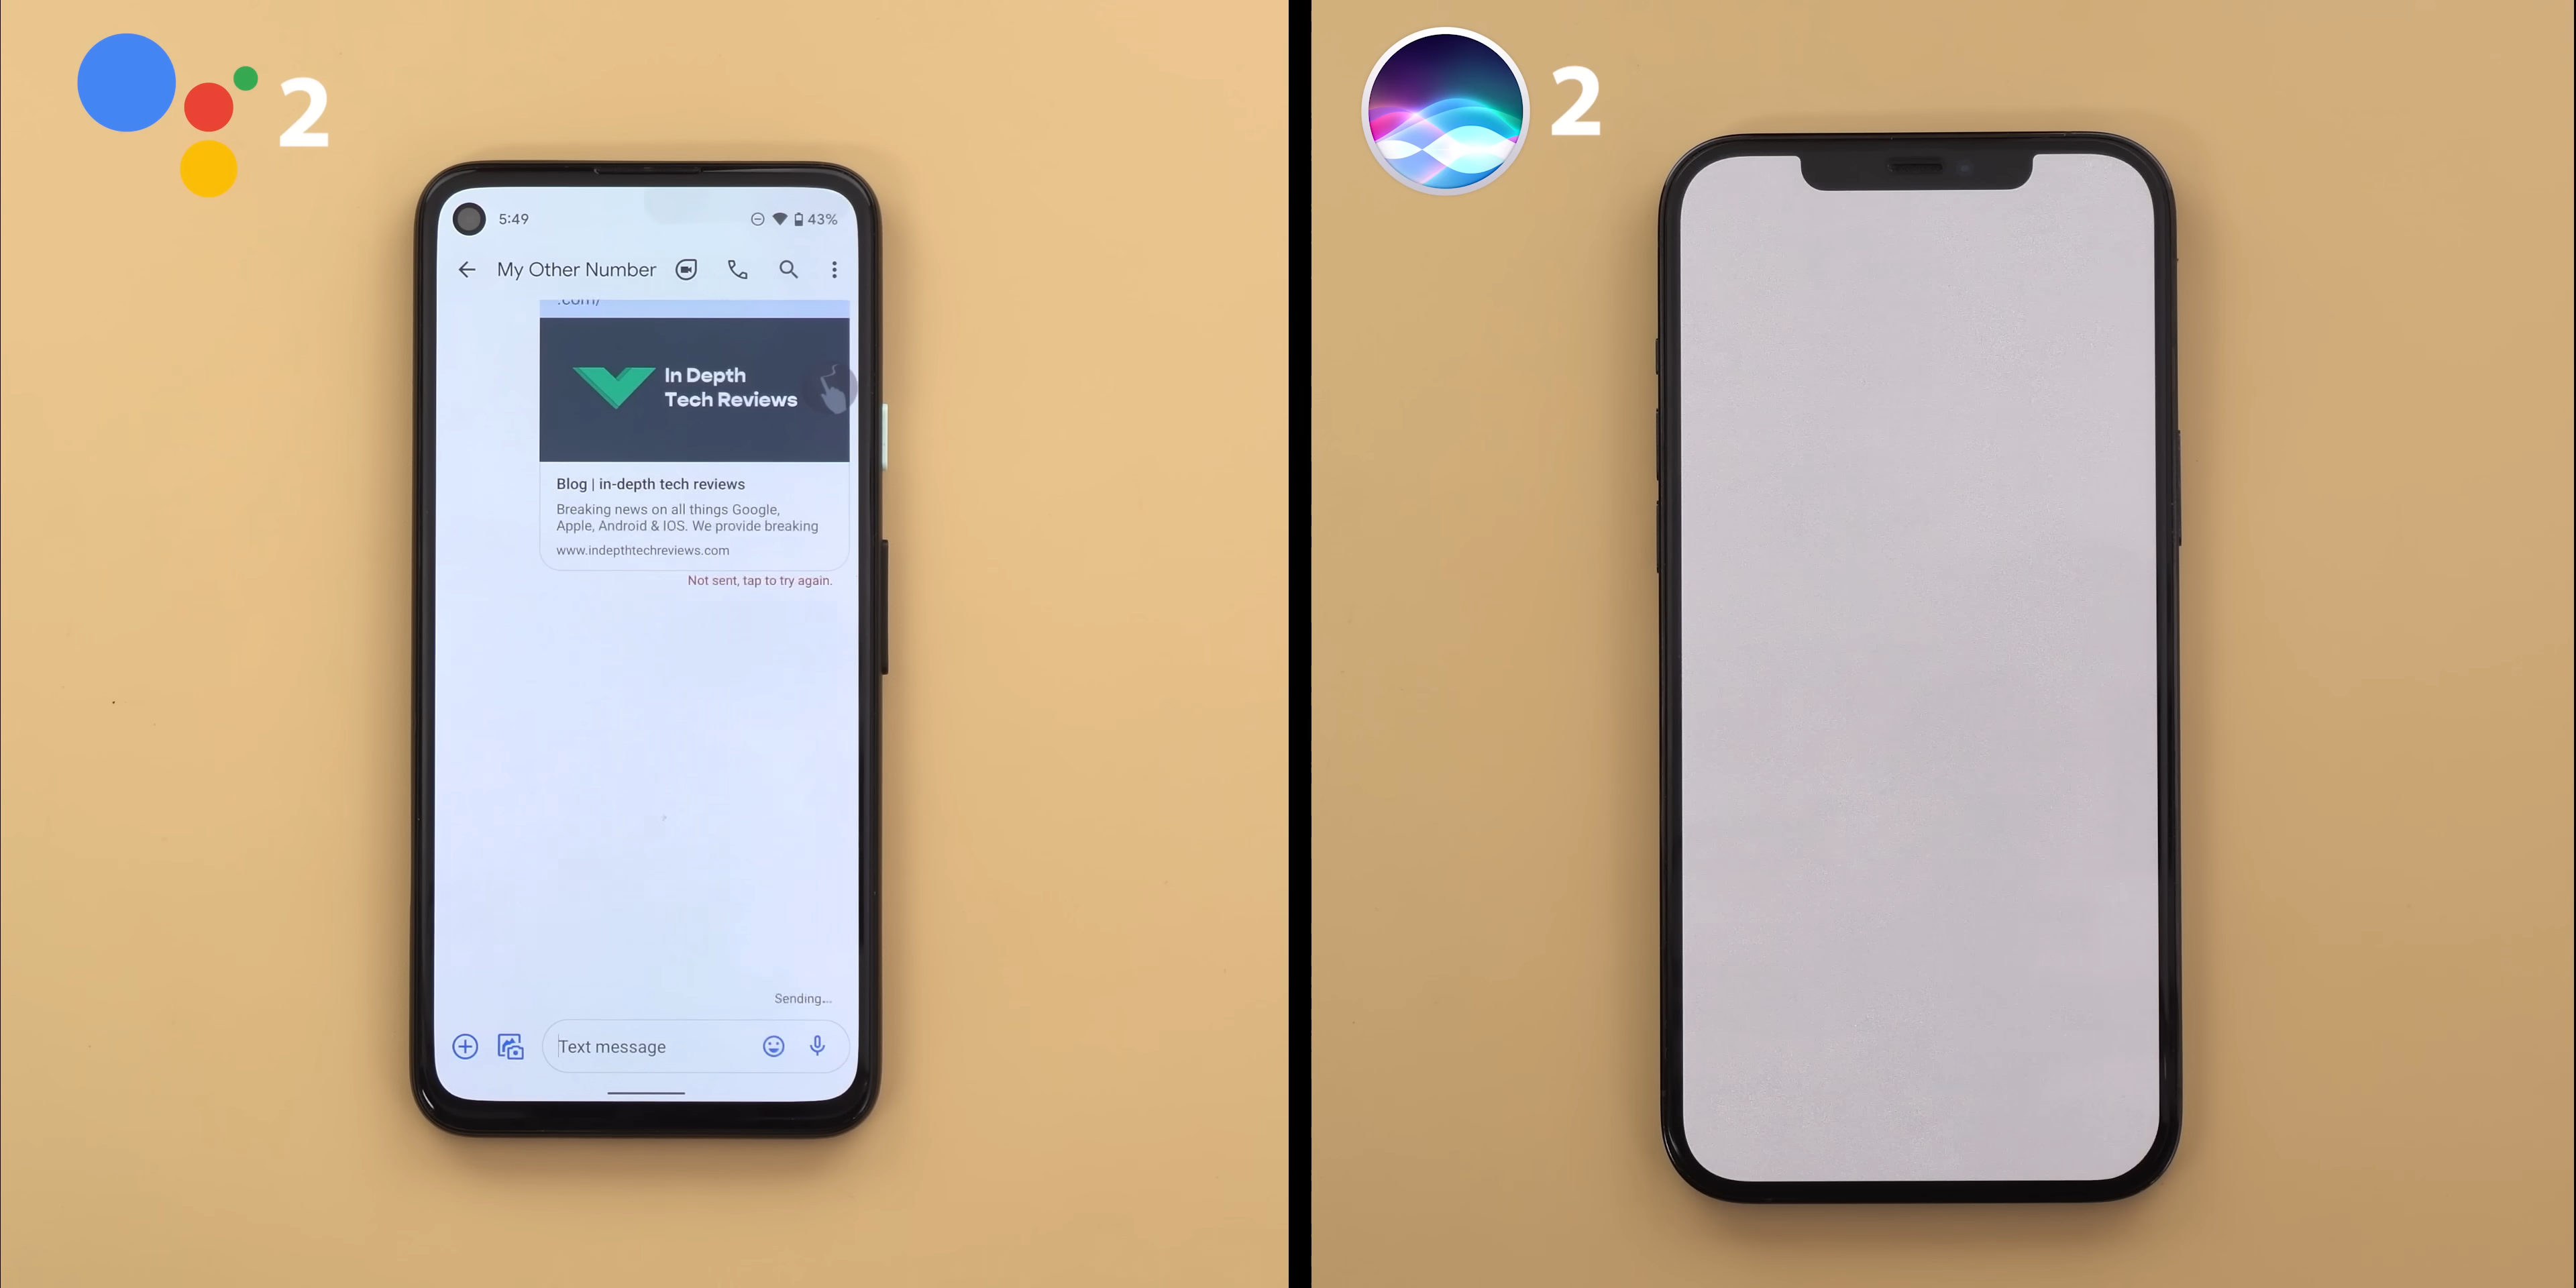 2
5:49
43%
My Other Number
.com/
In Depth
Tech Reviews
Blog | in-depth tech reviews
Breaking news on all things Google,
Apple, Android & IOS. We provide breaking
www.indepthtechreviews.com
Not sent, tap to try again.
Sending...
Text message
2